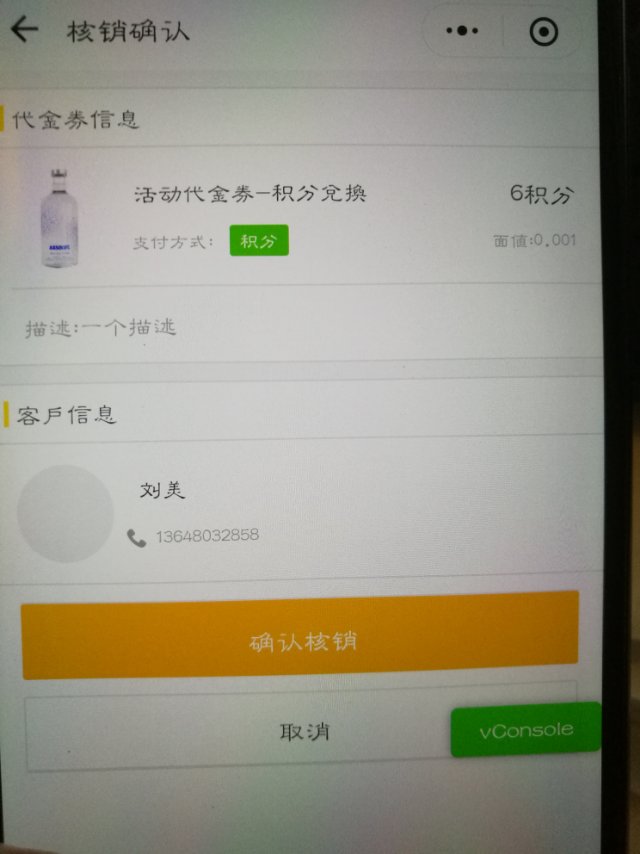 核销确认
代金券信息
活动代金券-积分兑换
6积分
支付方式：
积分
面值:0.001
ABSOLUT
描述:一个描述
客户信息
刘美
13648032858
确认核销
取消
vConsole